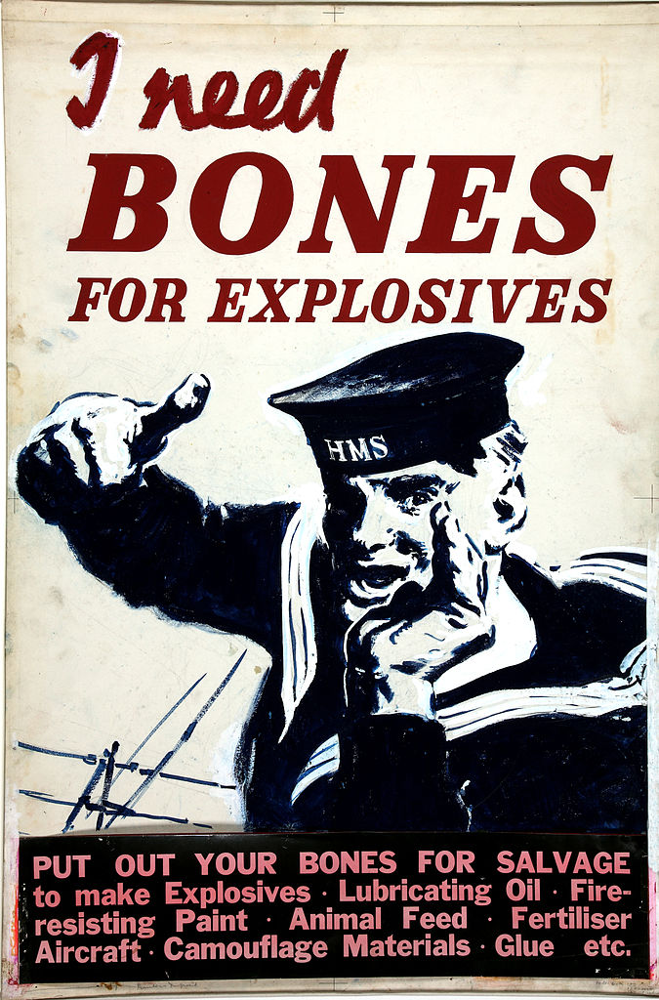 I need
BONES
FOR EXPLOSIVES
HMS
PUT OUT YOUR BONES FOR SALVAGE
to make Explosives · Lubricating Oil · Fire-
resisting Paint · Animal Feed · Fertiliser
Aircraft · Camouflage Materials · Glue etc.